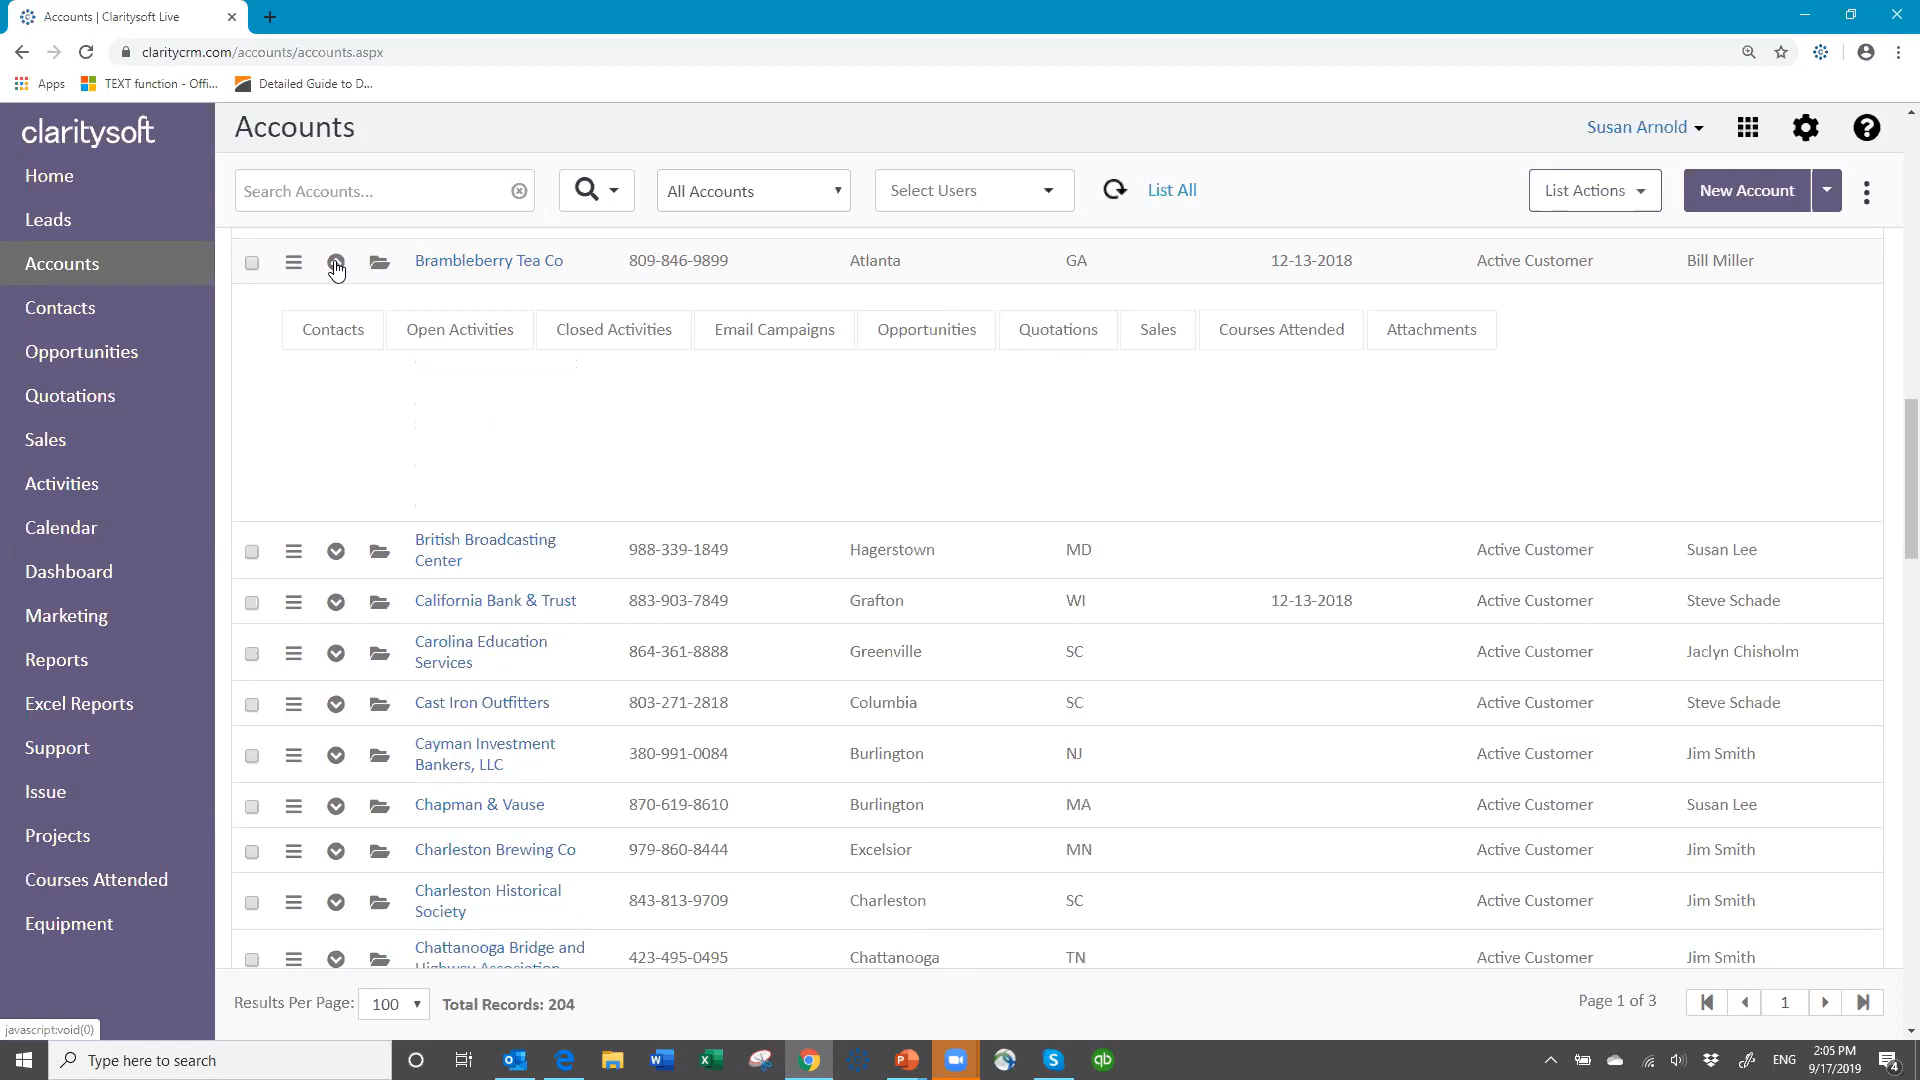 Accounts | Claritysoft Live
claritycrm.com/accounts/accounts.aspx
Apps TEXT function - Offi... Detailed Guide to D...
claritysoft
Home
Leads
Accounts
Contacts
Opportunities
Quotations
Sales
Activities
Calendar
Dashboard
Marketing
Reports
Excel Reports
Support
Issue
Projects
Courses Attended
Equipment
javascript:void(0)
Accounts
Susan Arnold
Search Accounts... All Accounts Select Users List All List Actions New Account
Brambleberry Tea Co 809-846-9899 Atlanta GA 12-13-2018 Active Customer Bill Miller
Contacts Open Activities Closed Activities Email Campaigns Opportunities Quotations Sales Courses Attended Attachments
British Broadcasting
Center 988-339-1849 Hagerstown MD Active Customer Susan Lee
California Bank & Trust 883-903-7849 Grafton WI 12-13-2018 Active Customer Steve Schade
Carolina Education
Services 864-361-8888 Greenville SC Active Customer Jaclyn Chisholm
Cast Iron Outfitters 803-271-2818 Columbia SC Active Customer Steve Schade
Cayman Investment
Bankers, LLC 380-991-0084 Burlington NJ Active Customer Jim Smith
Chapman & Vause 870-619-8610 Burlington MA Active Customer Susan Lee
Charleston Brewing Co 979-860-8444 Excelsior MN Active Customer Jim Smith
Charleston Historical
Society 843-813-9709 Charleston SC Active Customer Jim Smith
Chattanooga Bridge and
Highway Association 423-495-0495 Chattanooga TN Active Customer Jim Smith
Results Per Page: 100 Total Records: 204 Page 1 of 3 1
Type here to search
ENG
2:05 PM
9/17/2019
4